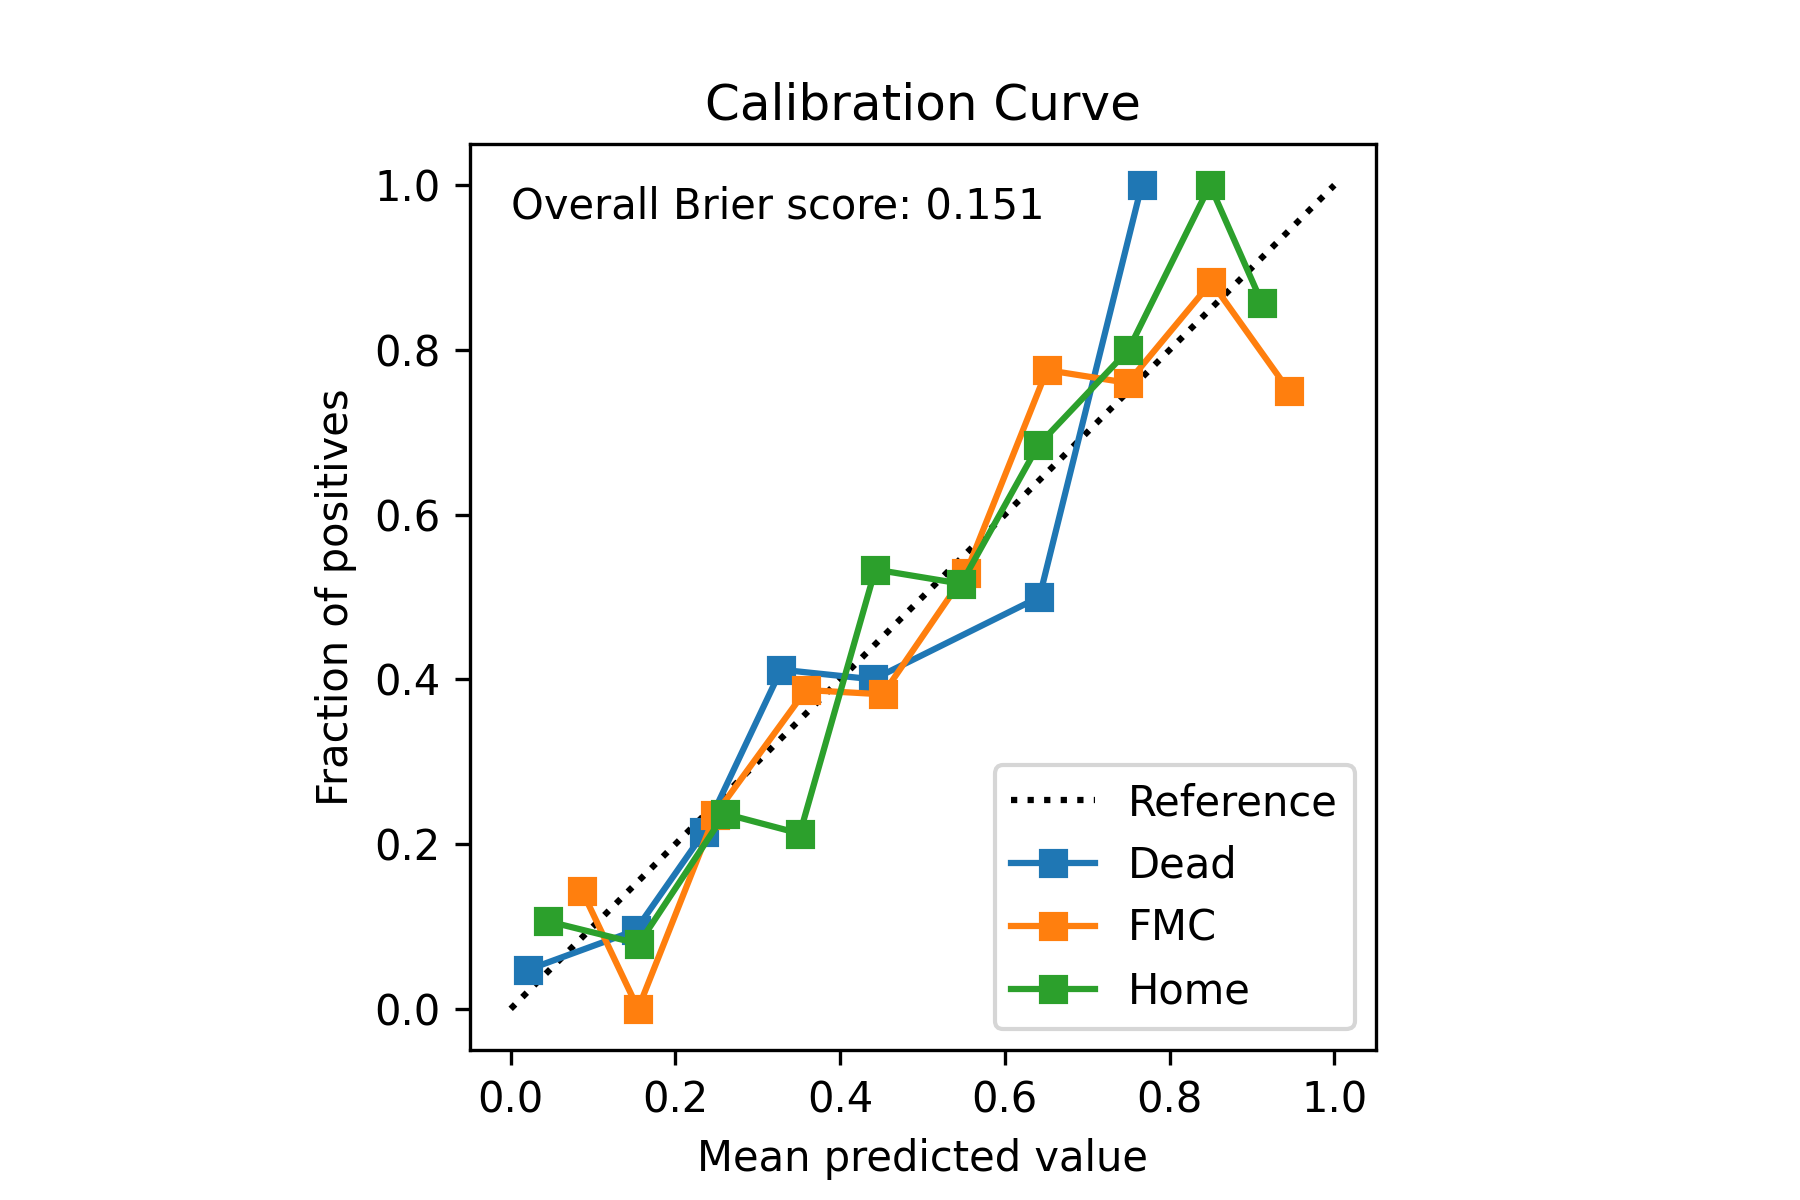 Calibration Curve
Overall Brier score: 0.151
1.0
0.8
0.6
0.4
0.2
0.0
Fraction of positives
Reference
Dead
FMC
Home
0.0 0.2 0.4 0.6 0.8 1.0
Mean predicted value